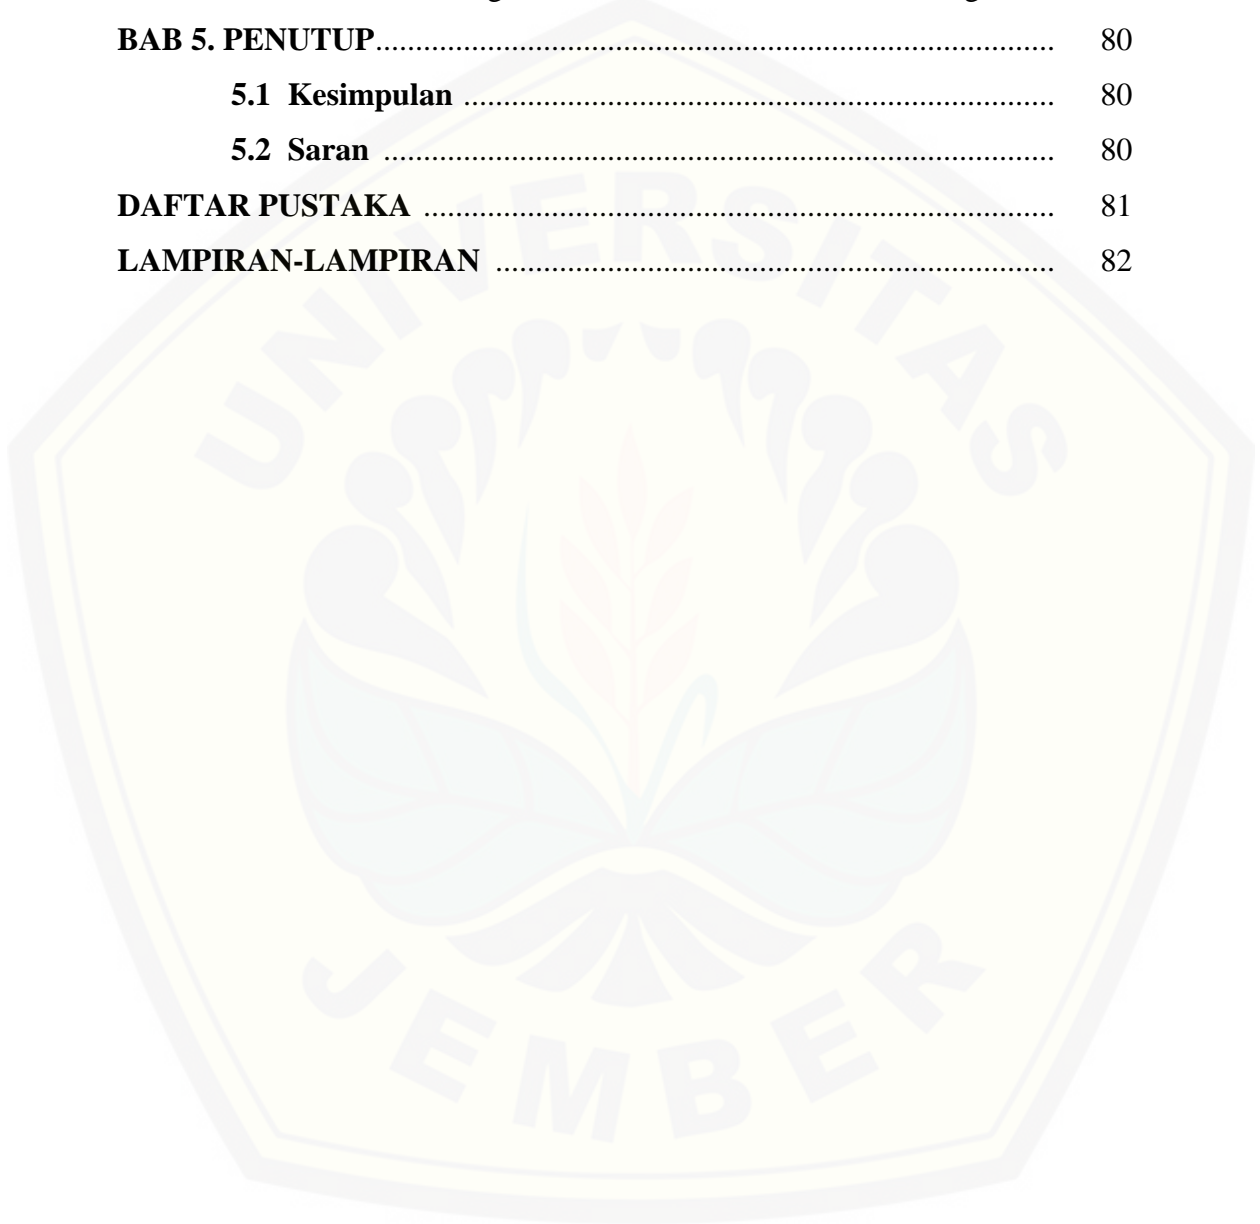 BAB 5. PENUTUP.................................................................................... 80
5.1 Kesimpulan ......................................................................... 80
5.2 Saran ................................................................................... 80
DAFTAR PUSTAKA .............................................................................. 81
LAMPIRAN-LAMPIRAN ..................................................................... 82
UNIVERSITAS
JEMBER